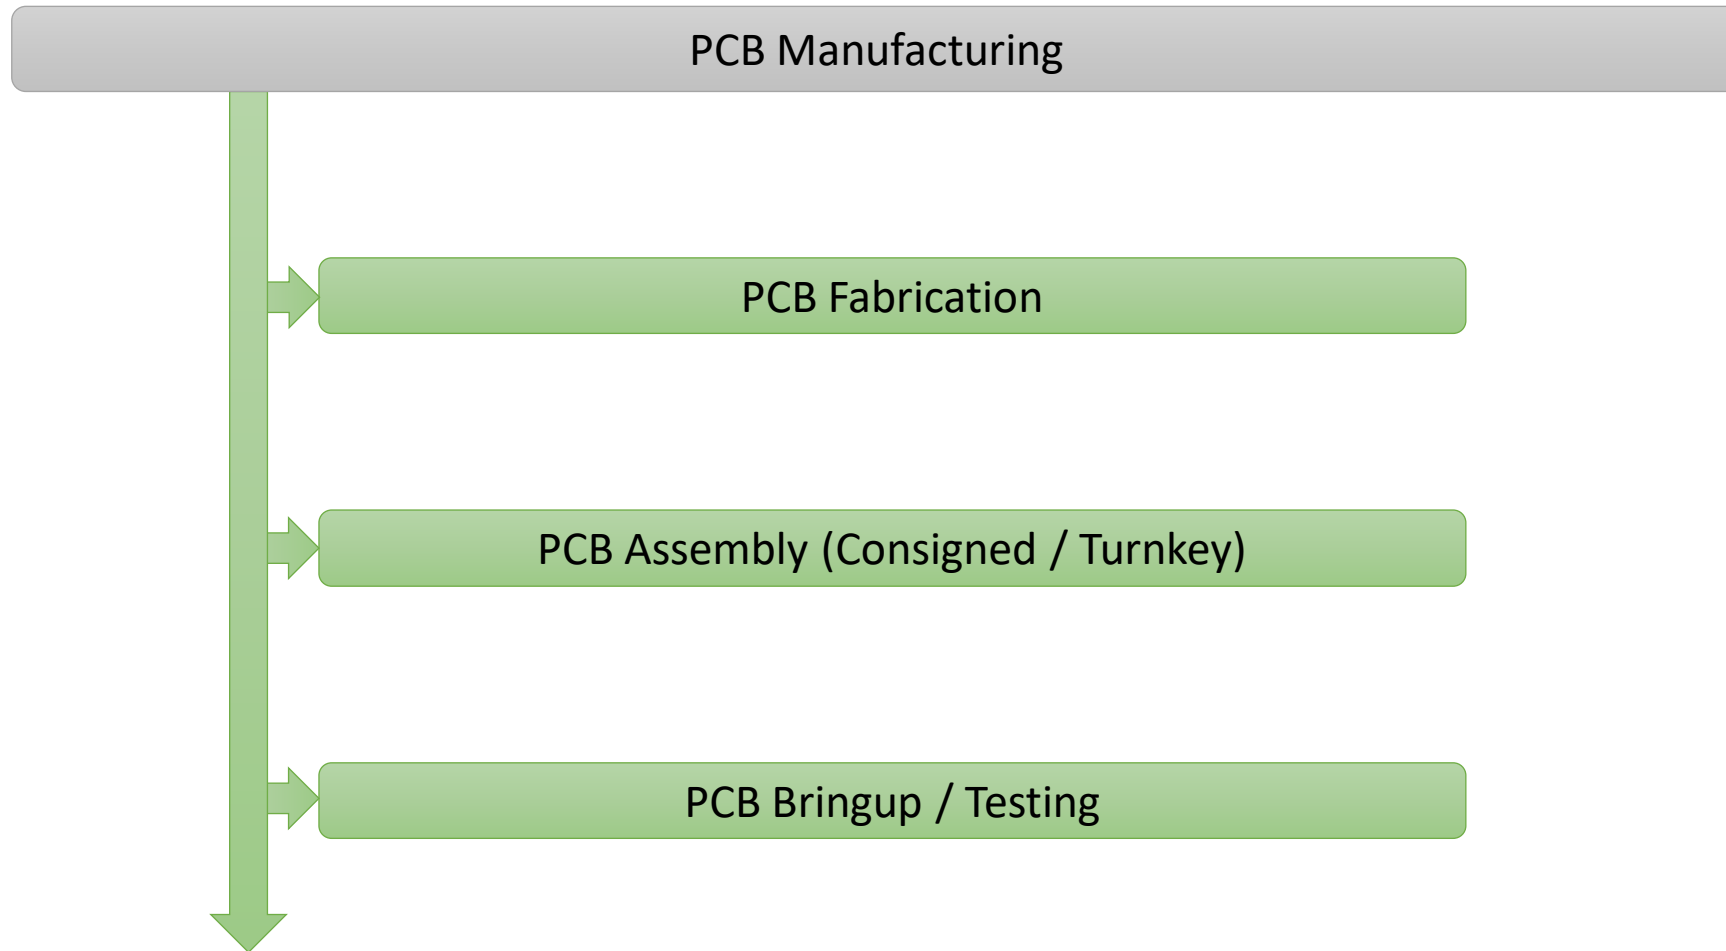 PCB Manufacturing
PCB Fabrication
PCB Assembly (Consigned / Turnkey)
PCB Bringup / Testing